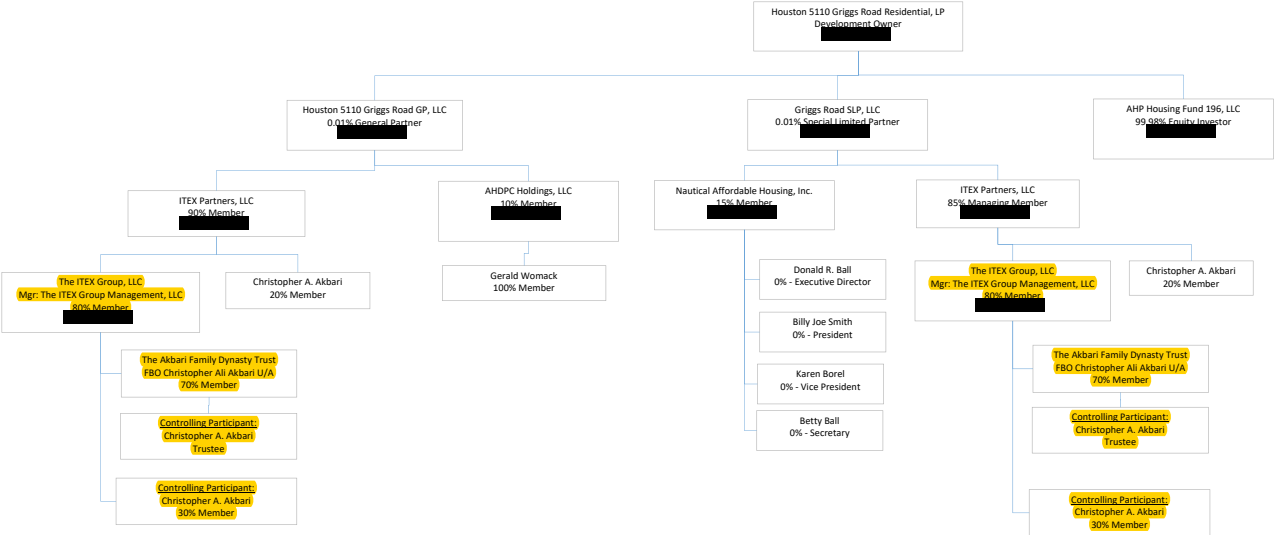 Houston 5110 Griggs Road Residential, LP
Development Owner
Houston 5110 Griggs Road GP, LLC
0.01% General Partner
Griggs Road SLP, LLC
0.01% Special Limited Partner
AHP Housing Fund 196, LLC
99.98% Equity Investor
ITEX Partners, LLC
90% Member
AHDPC Holdings, LLC
10% Member
Nautical Affordable Housing, Inc.
15% Member
ITEX Partners, LLC
85% Managing Member
The ITEX Group, LLC
Mgr: The ITEX Group Management, LLC
80% Member
Christopher A. Akbari
20% Member
Gerald Womack
100% Member
Donald R. Ball
0% - Executive Director
Billy Joe Smith
0% - President
Karen Borel
0% - Vice President
Betty Ball
0% - Secretary
The ITEX Group, LLC
Mgr: The ITEX Group Management, LLC
80% Member
Christopher A. Akbari
20% Member
The Akbari Family Dynasty Trust
FBO Christopher Ali Akbari U/A
70% Member
Controlling Participant:
Christopher A. Akbari
Trustee
Controlling Participant:
Christopher A. Akbari
30% Member
The Akbari Family Dynasty Trust
FBO Christopher Ali Akbari U/A
70% Member
Controlling Participant:
Christopher A. Akbari
Trustee
Controlling Participant:
Christopher A. Akbari
30% Member